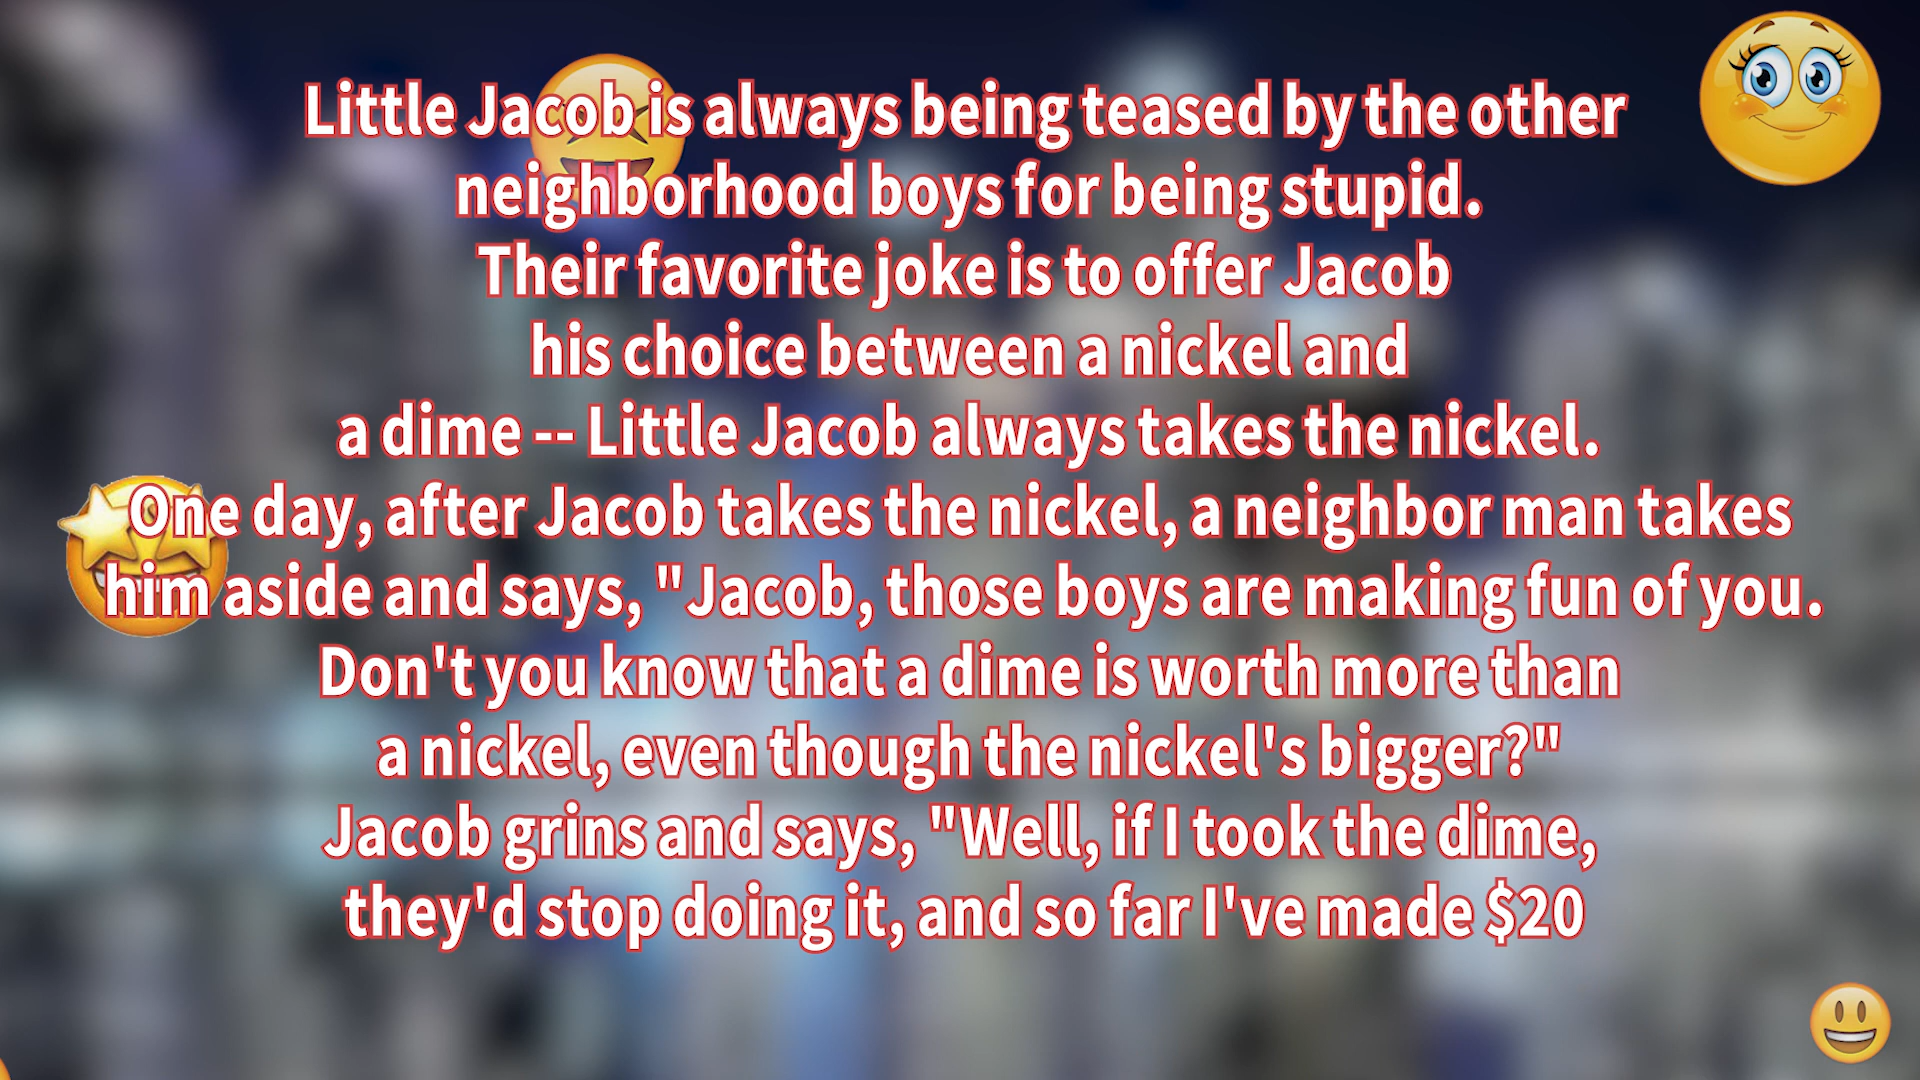 Little Jacob is always being teased by the other
neighborhood boys for being stupid.
Their favorite joke is to offer Jacob
his choice between a nickel and
a dime -- Little Jacob always takes the nickel.
One day, after Jacob takes the nickel, a neighbor man takes
him aside and says, "Jacob, those boys are making fun of you.
Don't you know that a dime is worth more than
a nickel, even though the nickel's bigger?"
Jacob grins and says, "Well, if I took the dime,
they'd stop doing it, and so far I've made $20